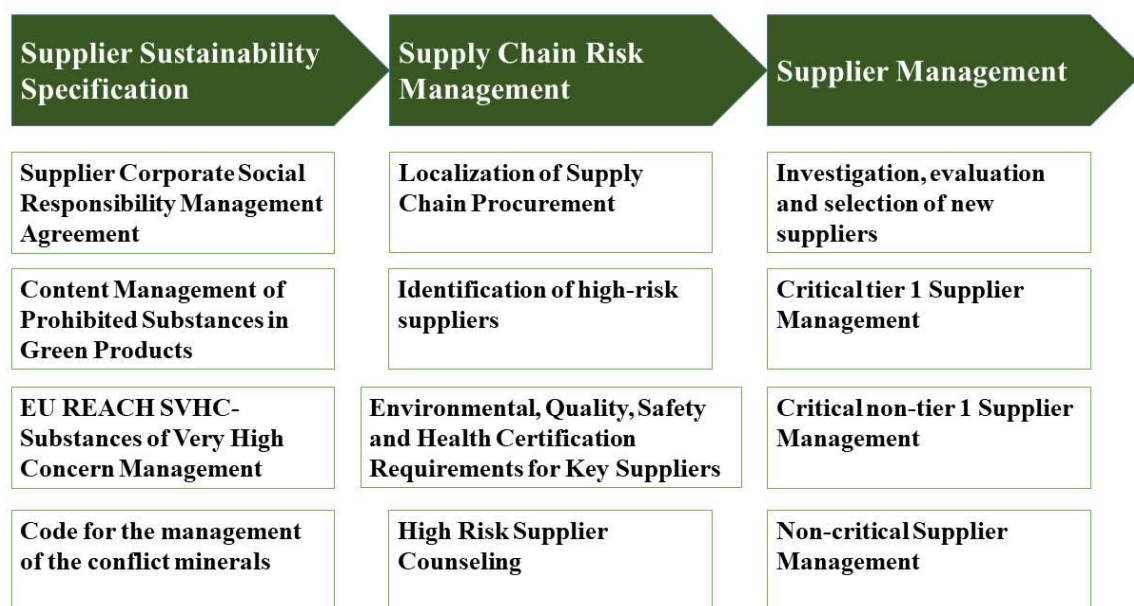 Supplier Sustainability
Specification
Supply Chain Risk
Management
Supplier Management
Supplier Corporate Social
Responsibility Management
Agreement
Localization of Supply
Chain Procurement
Investigation, evaluation
and selection of new
suppliers
Content Management of
Prohibited Substances in
Green Products
Identification of high-risk
suppliers
Critical tier 1 Supplier
Management
EU REACH SVHC-
Substances of Very High
Concern Management
Environmental, Quality, Safety
and Health Certification
Requirements for Key Suppliers
Critical non-tier 1 Supplier
Management
Code for the management
of the conflict minerals
High Risk Supplier
Counseling
Non-critical Supplier
Management